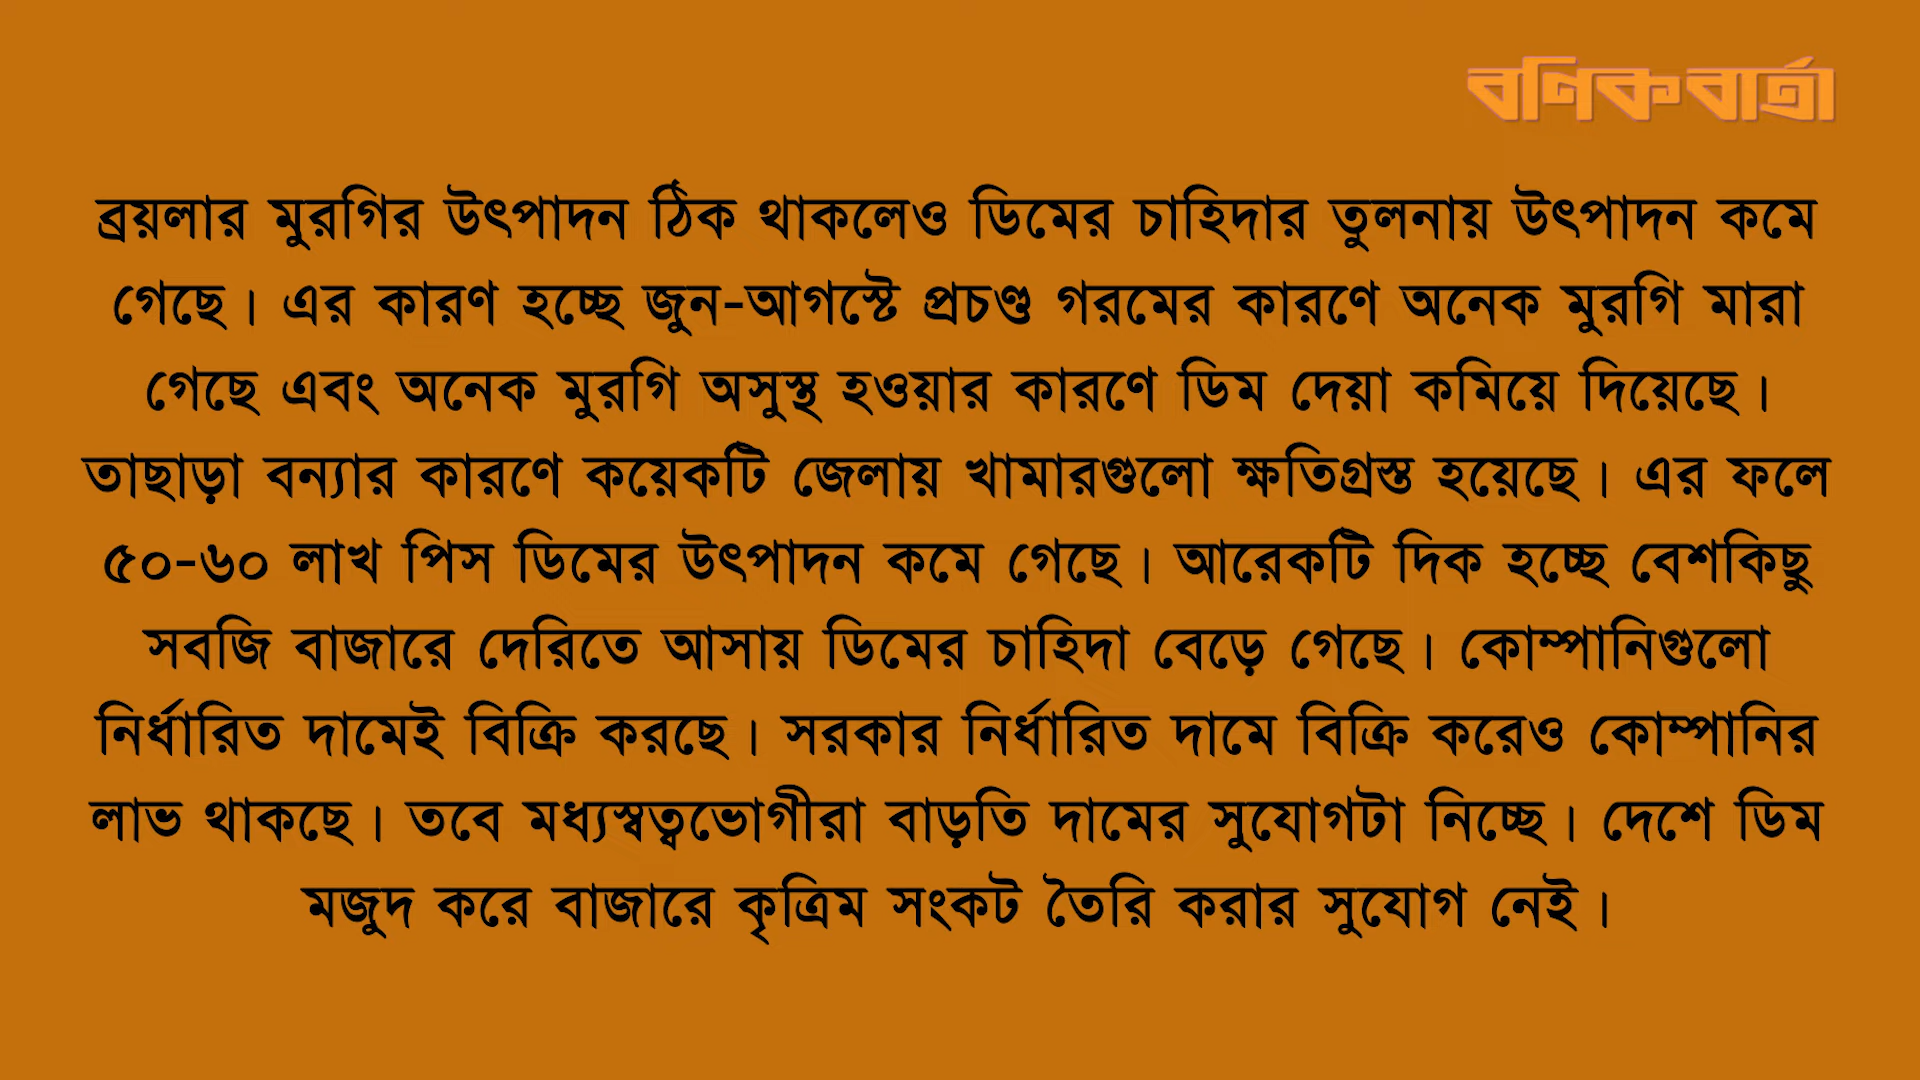 বণিক বার্তা
ব্রয়লার মুরগির উৎপাদন ঠিক থাকলেও ডিমের চাহিদার তুলনায় উৎপাদন কমে
গেছে। এর কারণ হচ্ছে জুন-আগস্টে প্রচণ্ড গরমের কারণে অনেক মুরগি মারা
গেছে এবং অনেক মুরগি অসুস্থ হওয়ার কারণে ডিম দেয়া কমিয়ে দিয়েছে।
তাছাড়া বন্যার কারণে কয়েকটি জেলায় খামারগুলো ক্ষতিগ্রস্ত হয়েছে। এর ফলে
৫০-৬০ লাখ পিস ডিমের উৎপাদন কমে গেছে। আরেকটি দিক হচ্ছে বেশকিছু
সবজি বাজারে দেরিতে আসায় ডিমের চাহিদা বেড়ে গেছে। কোম্পানিগুলো
নির্ধারিত দামেই বিক্রি করছে। সরকার নির্ধারিত দামে বিক্রি করেও কোম্পানির
লাভ থাকছে। তবে মধ্যস্বত্বভোগীরা বাড়তি দামের সুযোগটা নিচ্ছে। দেশে ডিম
মজুদ করে বাজারে কৃত্রিম সংকট তৈরি করার সুযোগ নেই।